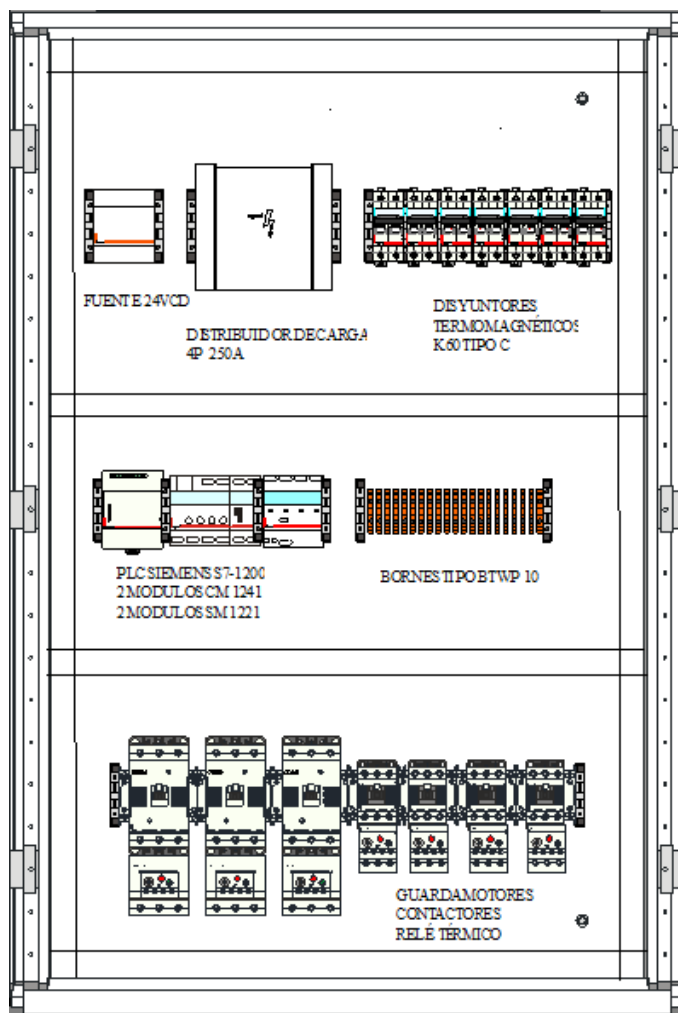 FUENTE 24VCD
DISTRIBUIDOR DE CARGA
4P 250A
DISYUNTORES
TERMOMAGNÉTICOS
K60 TIPO C
PLC SIEMENS S7-1200
2 MODULOS CM 1241
2 MODULOS SM 1221
BORNES TIPO BTWP 10
GUARDAMOTORES
CONTACTORES
RELÉ TÉRMICO